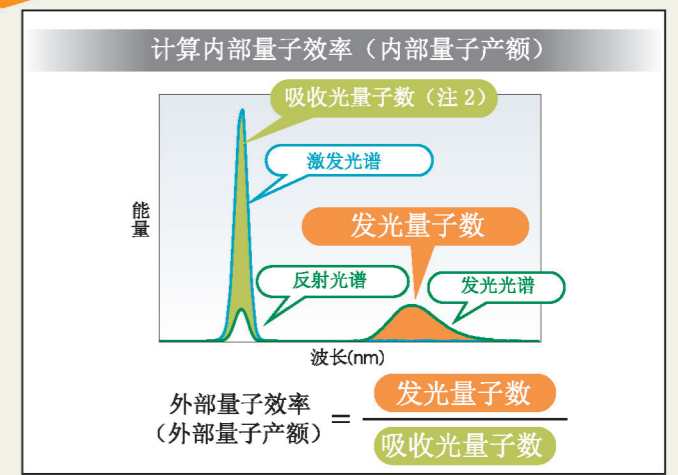 计算内部量子效率（内部量子产额）
吸收光量子数（注 2）
激发光谱
能量
发光量子数
反射光谱
发光光谱
波长(nm)
外部量子效率
（外部量子产额）
=
发光量子数
吸收光量子数